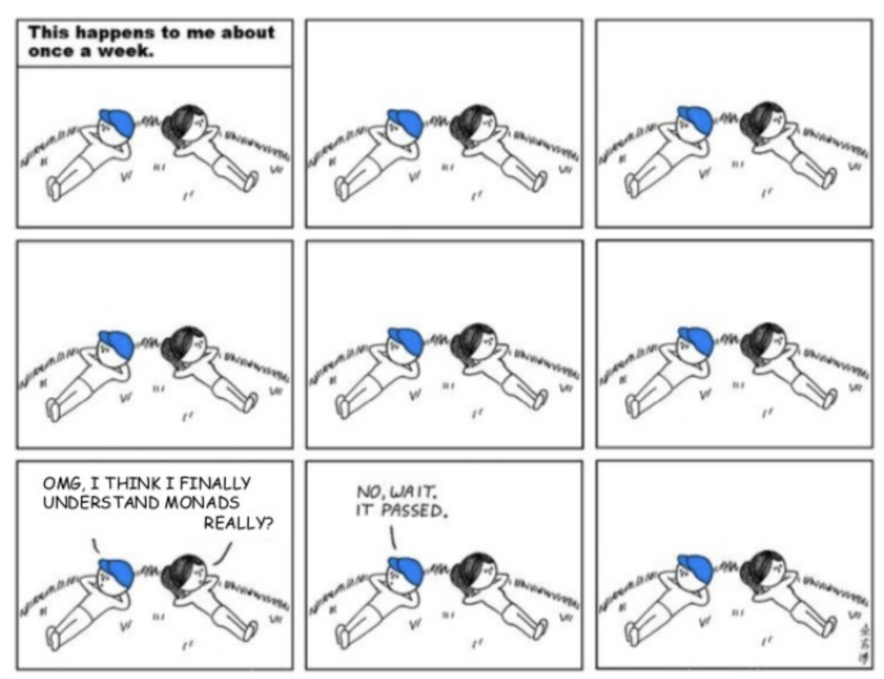 This happens to me about
once a week.
OMG, I THINK I FINALLY
UNDERSTAND MONADS
REALLY?
NO, WAIT.
IT PASSED.